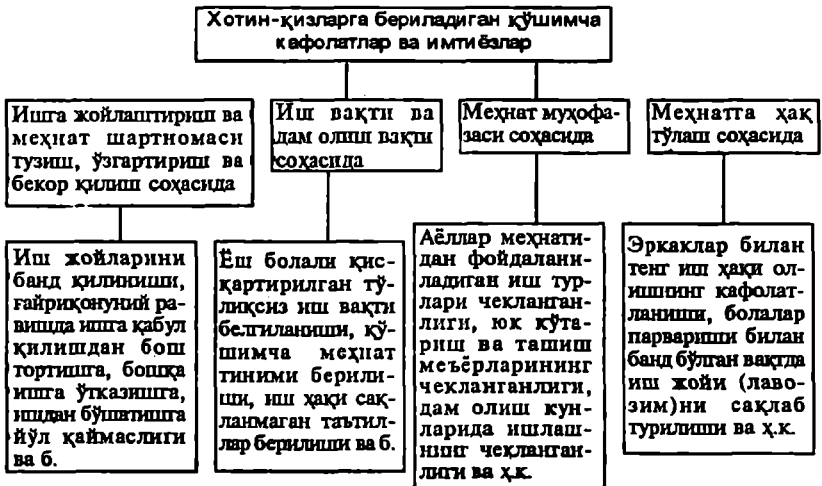 Хотин-қизларга бериладиган қўшимча
кафолатлар ва имтиёзлар
Ишга жойлаштириш ва
меҳнат шартномаси
тузиш, ўзгартириш ва
бекор қилиш соҳасида
Иш вақти ва
дам олиш вақти
соҳасида
Меҳнат муҳофа-
заси соҳасида
Меҳнатга ҳақ
тўлаш соҳасида
Иш жойларини
банд қилиниши,
ғайриқонуний ра-
вишда ишга қабул
қилишдан бош
тортишга, бошқа
ишга ўтказишга,
ишдан бўшатишга
йўл қаймаслиги
ва б.
Ёш болали қис-
қартирилган тў-
ликсиз иш вақти
белгиланиши, қў-
шимча меҳнат
тиними берили-
ши, иш ҳақи сақ-
ланмаган таътил-
лар берилиши ва б.
Аёллар меҳнати-
дан фойдалани-
ладиган иш тур-
лари чекланган-
лиги, юк кўта-
риш ва ташиш
меъёрларининг
чекланганлиги,
дам олиш кун-
ларида ишлаш-
нинг чеқланган-
лиги ва ҳ.к.
Эркаклар билан
тенг иш ҳақи ол-
ишнинг кафолат-
ланиши, болалар
парвариши билан
банд бўлган вақтда
иш жойи (лаво-
зим)ни сақлаб
турилиши ва ҳ.к.